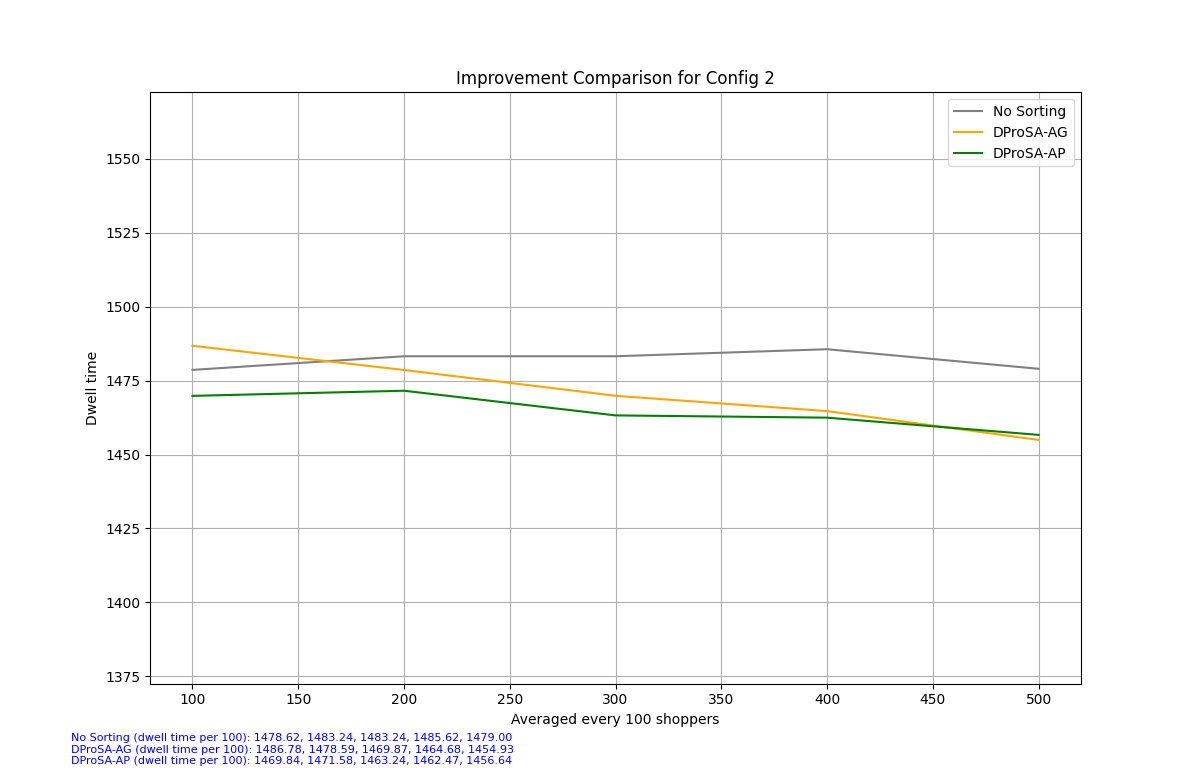 Improvement Comparison for Config 2
No Sorting
DProSA-AG
DProSA-AP
Dwell time
1550
1525
1500
1475
1450
1425
1400
1375
100 150 200 250 300 350 400 450 500
Averaged every 100 shoppers
No Sorting (dwell time per 100): 1478.62, 1483.24, 1483.24, 1485.62, 1479.00
DProSA-AG (dwell time per 100): 1486.78, 1478.59, 1469.87, 1464.68, 1454.93
DProSA-AP (dwell time per 100): 1469.84, 1471.58, 1463.24, 1462.47, 1456.64